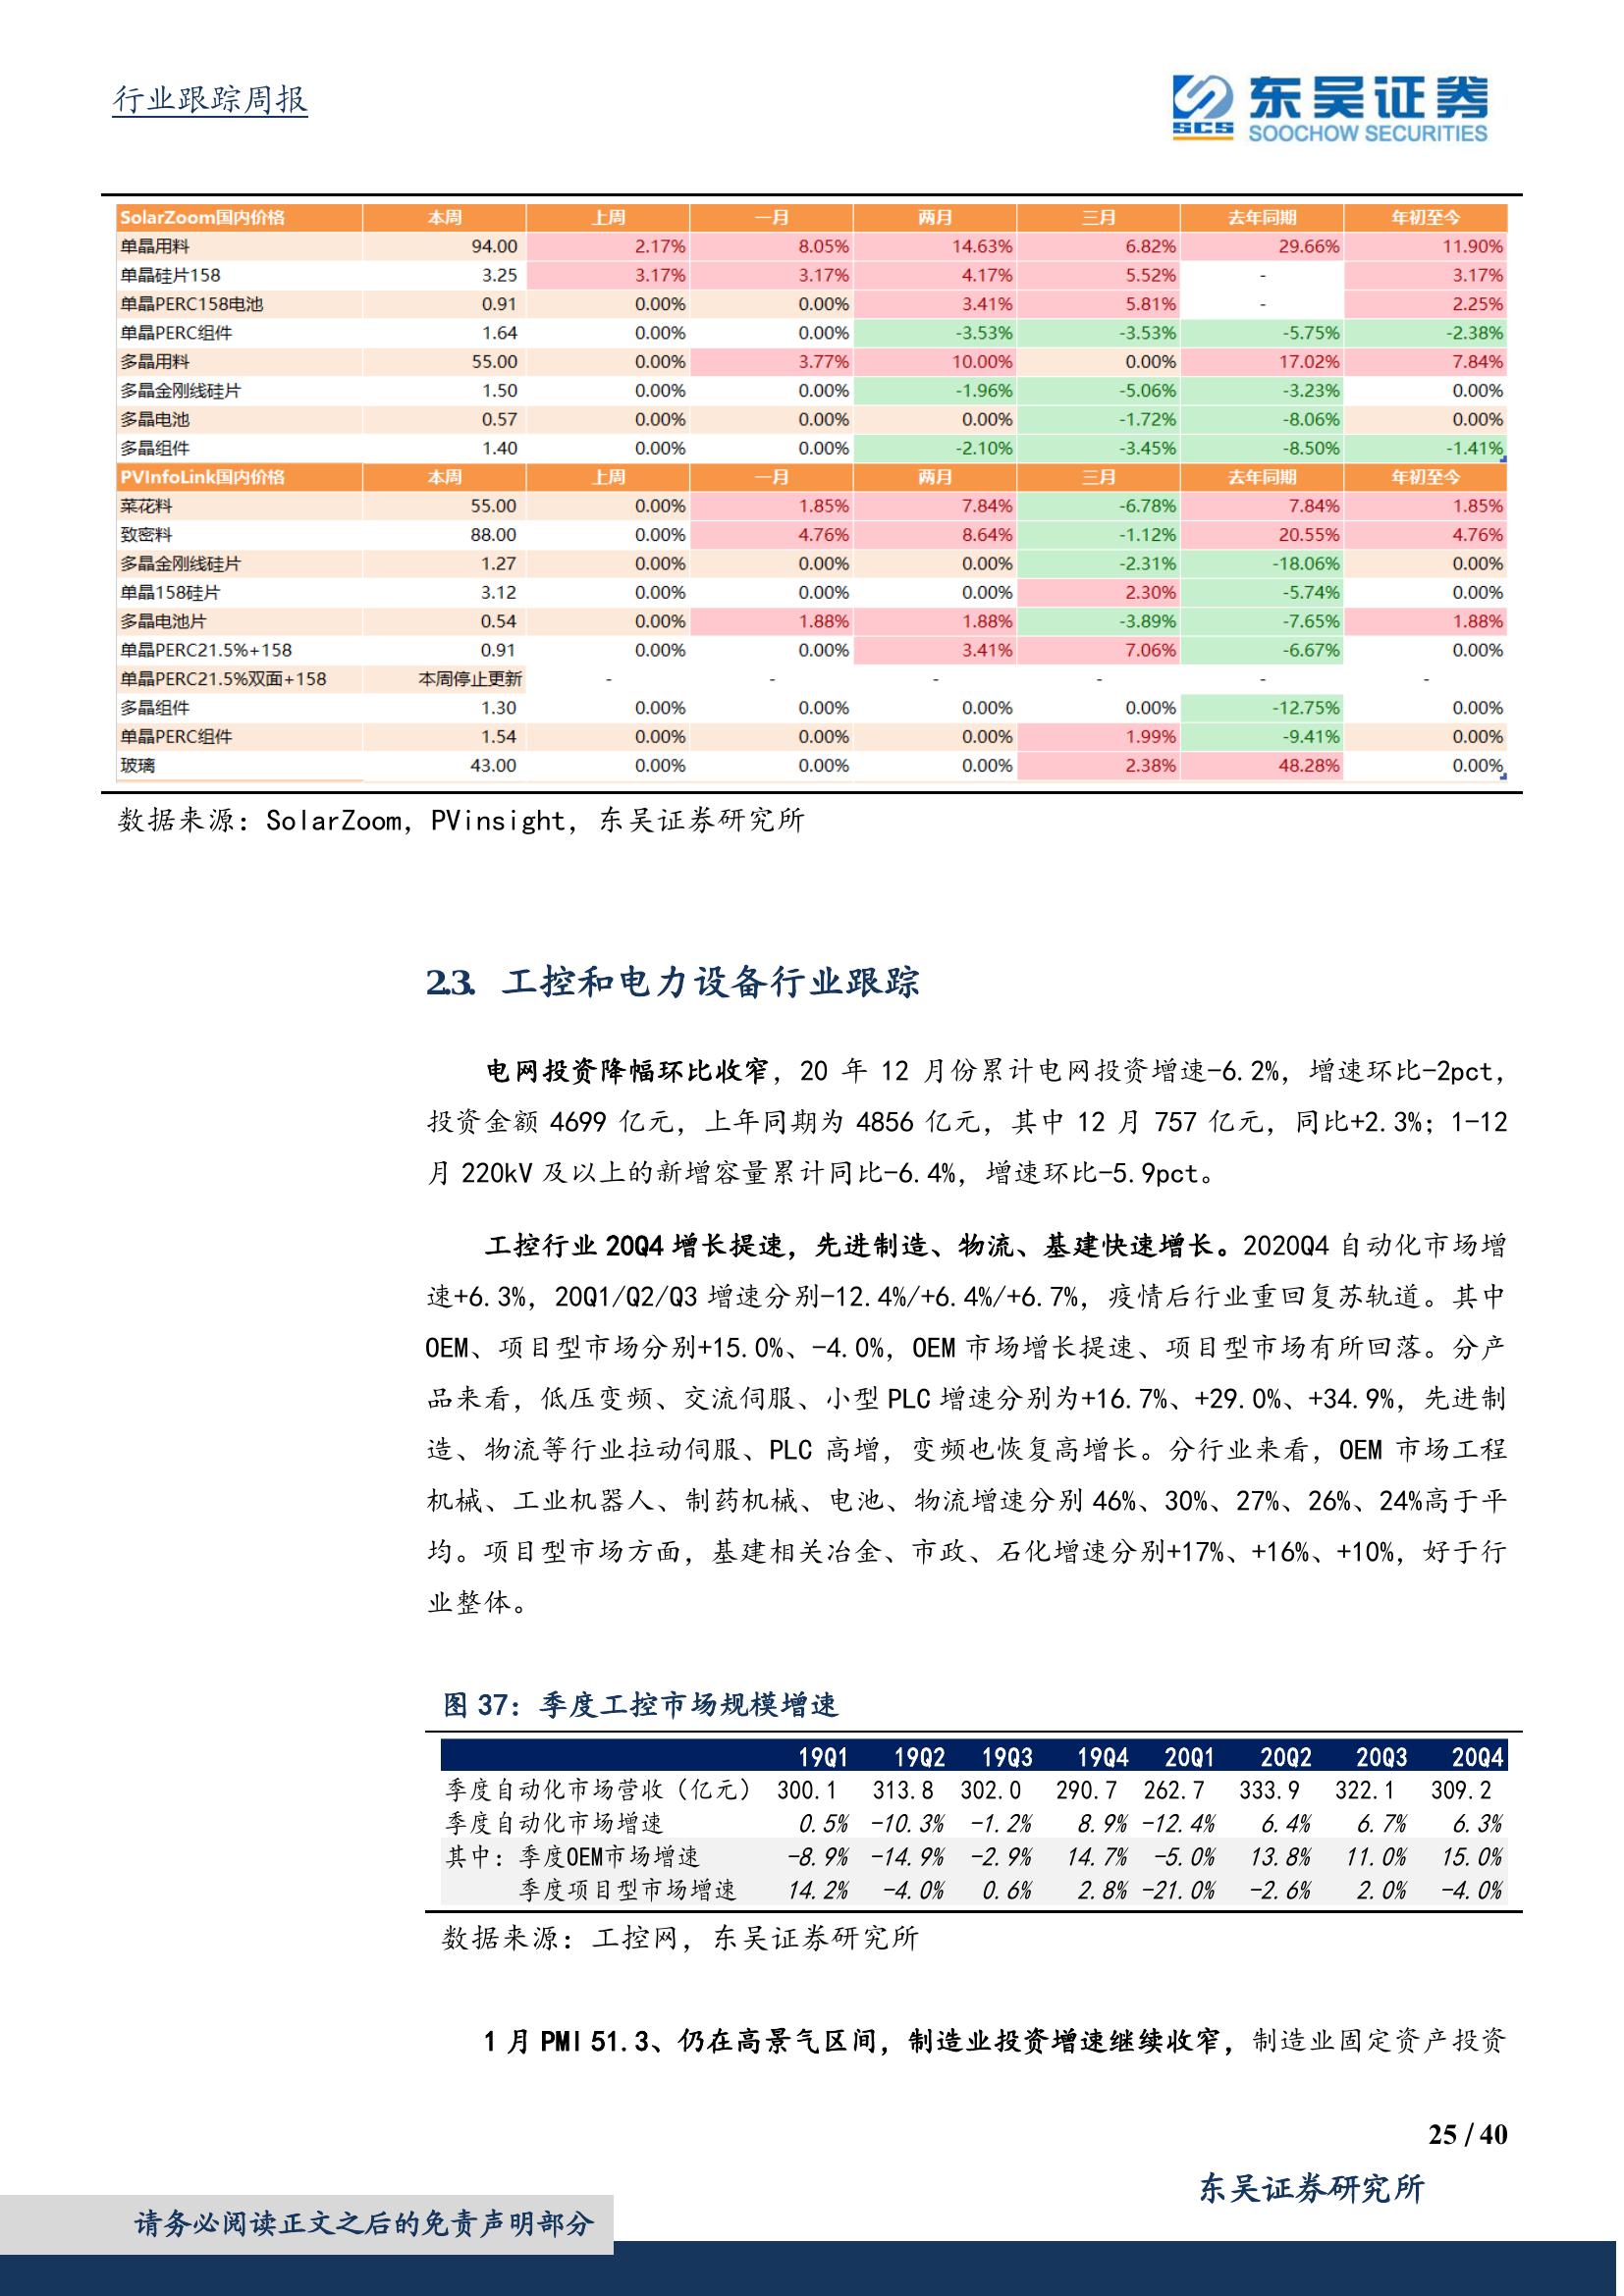 行业跟踪周报
东吴证券
SCS
SOOCHOW SECURITIES
SolarZoom国内价格 本周 上周 一月 两月 三月 去年同期 年初至今
单晶用料 94.00 2.17% 8.05% 14.63% 6.82% 29.66% 11.90%
单晶硅片158 3.25 3.17% 3.17% 4.17% 5.52% - 3.17%
单晶PERC158电池 0.91 0.00% 0.00% 3.41% 5.81% - 2.25%
单晶PERC组件 1.64 0.00% 0.00% -3.53% -3.53% -5.75% -2.38%
多晶用料 55.00 0.00% 3.77% 10.00% 0.00% 17.02% 7.84%
多晶金刚线硅片 1.50 0.00% 0.00% -1.96% -5.06% -3.23% 0.00%
多晶电池 0.57 0.00% 0.00% 0.00% -1.72% -8.06% 0.00%
多晶组件 1.40 0.00% 0.00% -2.10% -3.45% -8.50% -1.41%
PVInfoLink国内价格 本周 上周 一月 两月 三月 去年同期 年初至今
菜花料 55.00 0.00% 1.85% 7.84% -6.78% 7.84% 1.85%
致密料 88.00 0.00% 4.76% 8.64% -1.12% 20.55% 4.76%
多晶金刚线硅片 1.27 0.00% 0.00% 0.00% -2.31% -18.06% 0.00%
单晶158硅片 3.12 0.00% 0.00% 0.00% 2.30% -5.74% 0.00%
多晶电池片 0.54 0.00% 1.88% 1.88% -3.89% -7.65% 1.88%
单晶PERC21.5%+158 0.91 0.00% 0.00% 3.41% 7.06% -6.67% 0.00%
单晶PERC21.5%双面+158 本周停止更新 - - - - - -
多晶组件 1.30 0.00% 0.00% 0.00% 0.00% -12.75% 0.00%
单晶PERC组件 1.54 0.00% 0.00% 0.00% 1.99% -9.41% 0.00%
玻璃 43.00 0.00% 0.00% 0.00% 2.38% 48.28% 0.00%
数据来源：SolarZoom，PVinsight，东吴证券研究所
2.3. 工控和电力设备行业跟踪
电网投资降幅环比收窄，20 年 12 月份累计电网投资增速-6.2%，增速环比-2pct，
投资金额 4699 亿元，上年同期为 4856 亿元，其中 12 月 757 亿元，同比+2.3%；1-12
月 220kV 及以上的新增容量累计同比-6.4%，增速环比-5.9pct。
工控行业 20Q4 增长提速，先进制造、物流、基建快速增长。2020Q4 自动化市场增
速+6.3%，20Q1/Q2/Q3 增速分别-12.4%/+6.4%/+6.7%，疫情后行业重回复苏轨道。其中
OEM、项目型市场分别+15.0%、-4.0%，OEM 市场增长提速、项目型市场有所回落。分产
品来看，低压变频、交流伺服、小型 PLC 增速分别为+16.7%、+29.0%、+34.9%，先进制
造、物流等行业拉动伺服、PLC 高增，变频也恢复高增长。分行业来看，OEM 市场工程
机械、工业机器人、制药机械、电池、物流增速分别 46%、30%、27%、26%、24%高于平
均。项目型市场方面，基建相关冶金、市政、石化增速分别+17%、+16%、+10%，好于行
业整体。
图 37：季度工控市场规模增速
19Q1 19Q2 19Q3 19Q4 20Q1 20Q2 20Q3 20Q4
季度自动化市场营收（亿元） 300.1 313.8 302.0 290.7 262.7 333.9 322.1 309.2
季度自动化市场增速 0.5% -10.3% -1.2% 8.9% -12.4% 6.4% 6.7% 6.3%
其中：季度OEM市场增速 -8.9% -14.9% -2.9% 14.7% -5.0% 13.8% 11.0% 15.0%
季度项目型市场增速 14.2% -4.0% 0.6% 2.8% -21.0% -2.6% 2.0% -4.0%
数据来源：工控网，东吴证券研究所
1 月 PMI 51.3、仍在高景气区间，制造业投资增速继续收窄，制造业固定资产投资
25 / 40
东吴证券研究所
请务必阅读正文之后的免责声明部分